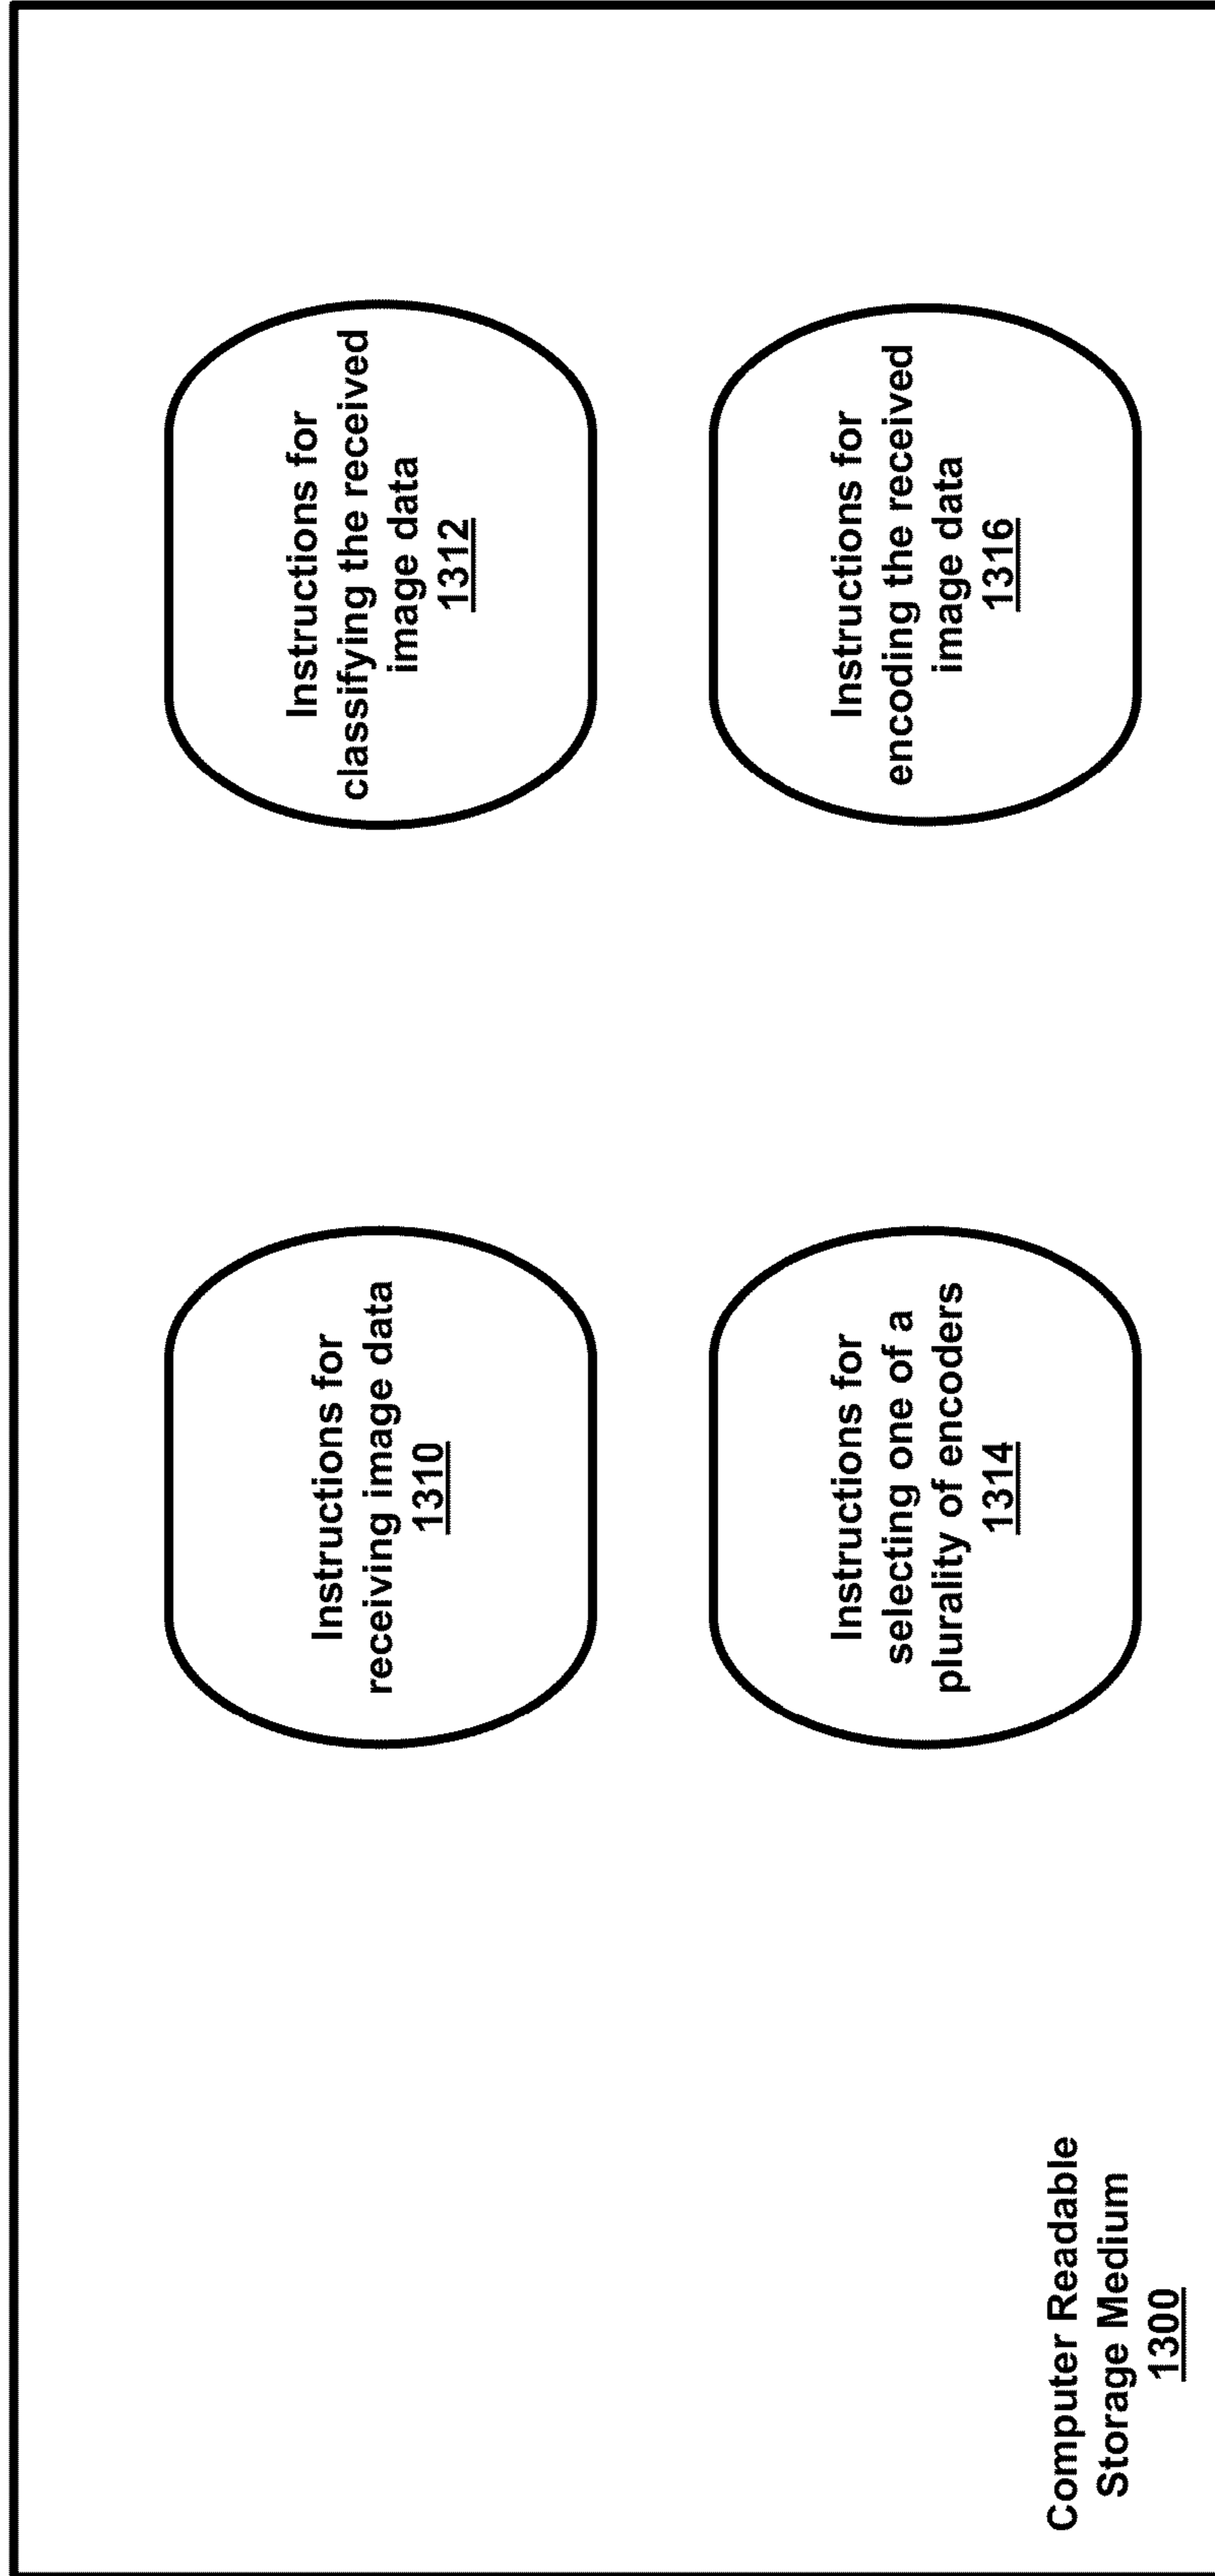 Instructions for
receiving image data
1310
Instructions for
classifying the received
image data
1312
Instructions for
selecting one of a
plurality of encoders
1314
Instructions for
encoding the received
image data
1316
Computer Readable
Storage Medium
1300